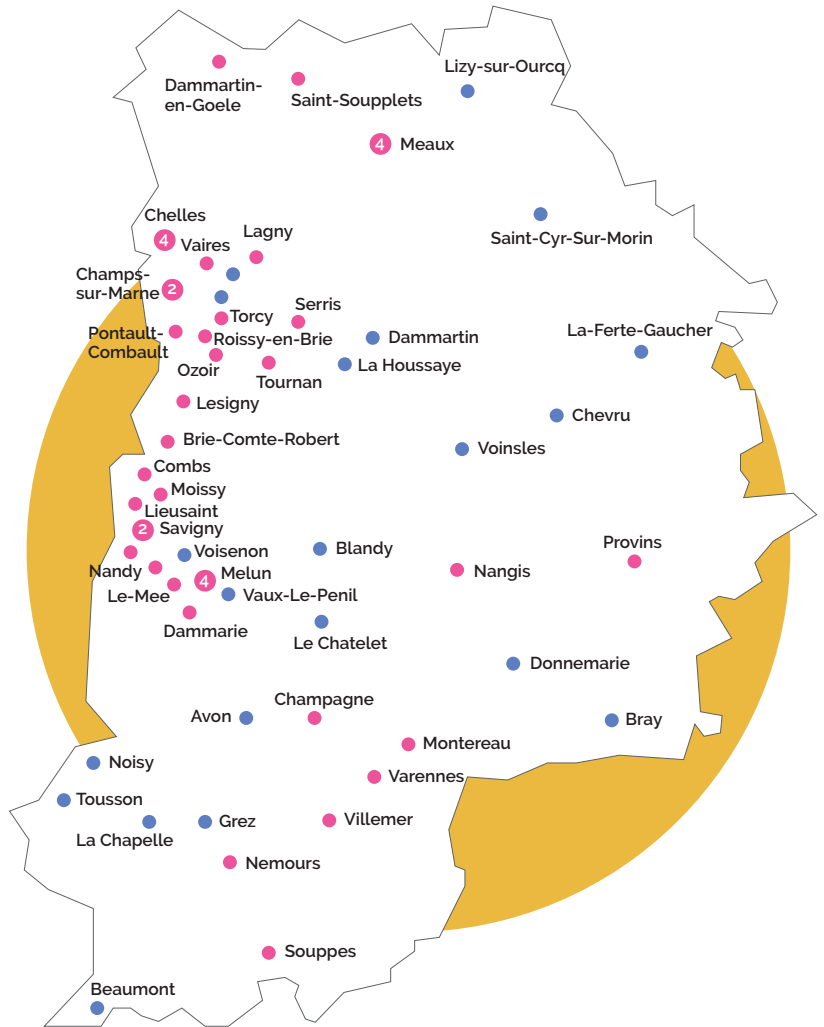 Lizy-sur-Ourcq
Dammartin-
en-Goele
Saint-Soupplets
4 Meaux
Chelles
4
Vaires
Lagny
Saint-Cyr-Sur-Morin
Champs-
sur-Marne
2
Serris
Torcy
Pontault-
Combault
Roissy-en-Brie
Dammartin
La-Ferte-Gaucher
Ozoir
Tournan
La Houssaye
Lesigny
Chevru
Brie-Comte-Robert
Voinsles
Combs
Moissy
Lieusaint
2 Savigny
Voisenon
Blandy
Provins
Nandy
4 Melun
Nangis
Le-Mee
Vaux-Le-Penil
Dammarie
Le Chatelet
Donnemarie
Champagne
Avon
Bray
Montereau
Noisy
Varennes
Tousson
La Chapelle
Grez
Villemer
Nemours
Souppes
Beaumont